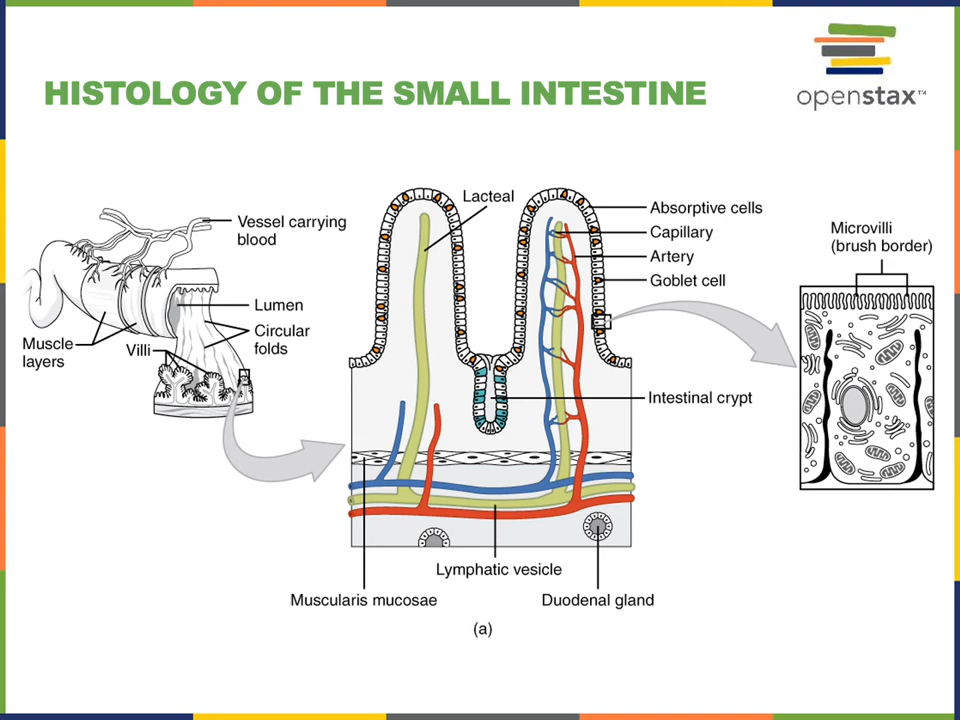 HISTOLOGY OF THE SMALL INTESTINE
openstax™
Vessel carrying
blood
Lumen
Circular
folds
Muscle
layers
Villi
Lacteal
Absorptive cells
Capillary
Artery
Goblet cell
Intestinal crypt
Lymphatic vesicle
Muscularis mucosae
Duodenal gland
(a)
Microvilli
(brush border)